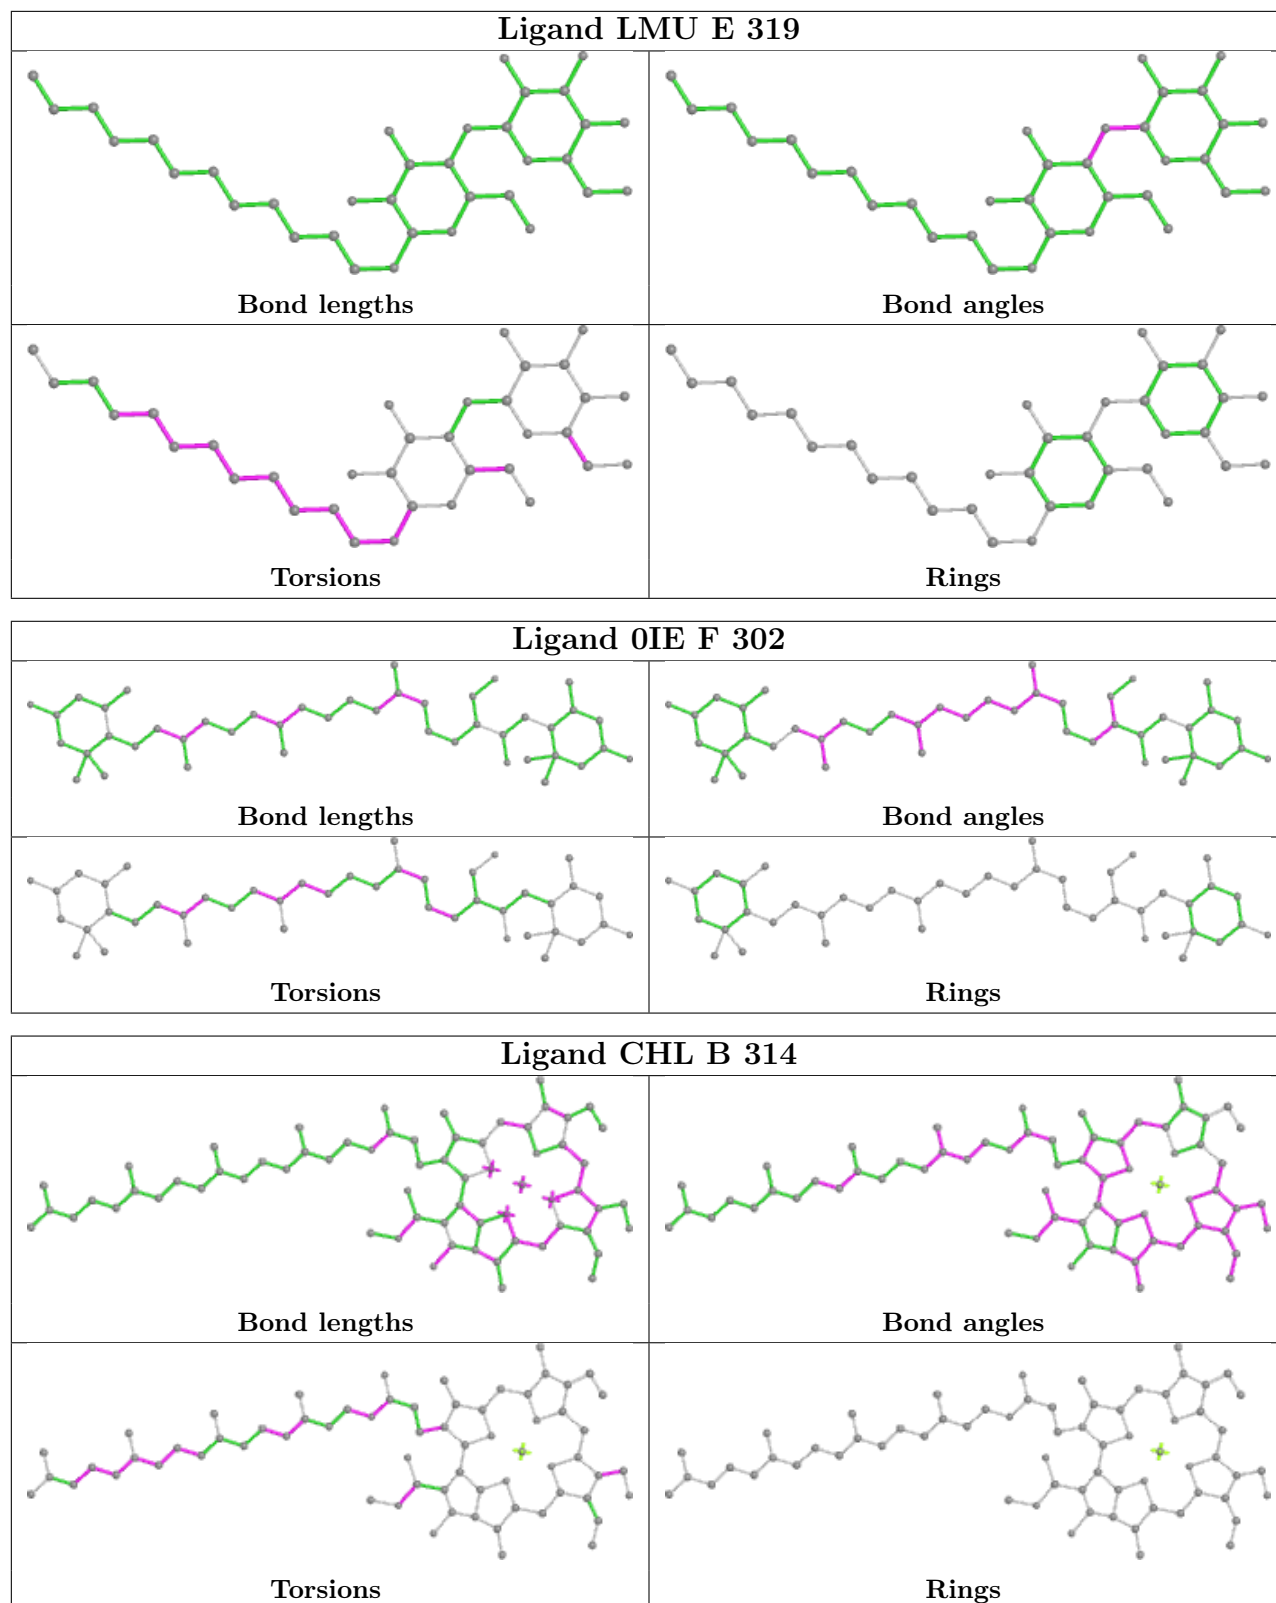 Ligand LMU E 319
Bond lengths
Bond angles
Torsions
Rings
Ligand 0IE F 302
Bond lengths
Bond angles
Torsions
Rings
Ligand CHL B 314
Bond lengths
Bond angles
Torsions
Rings